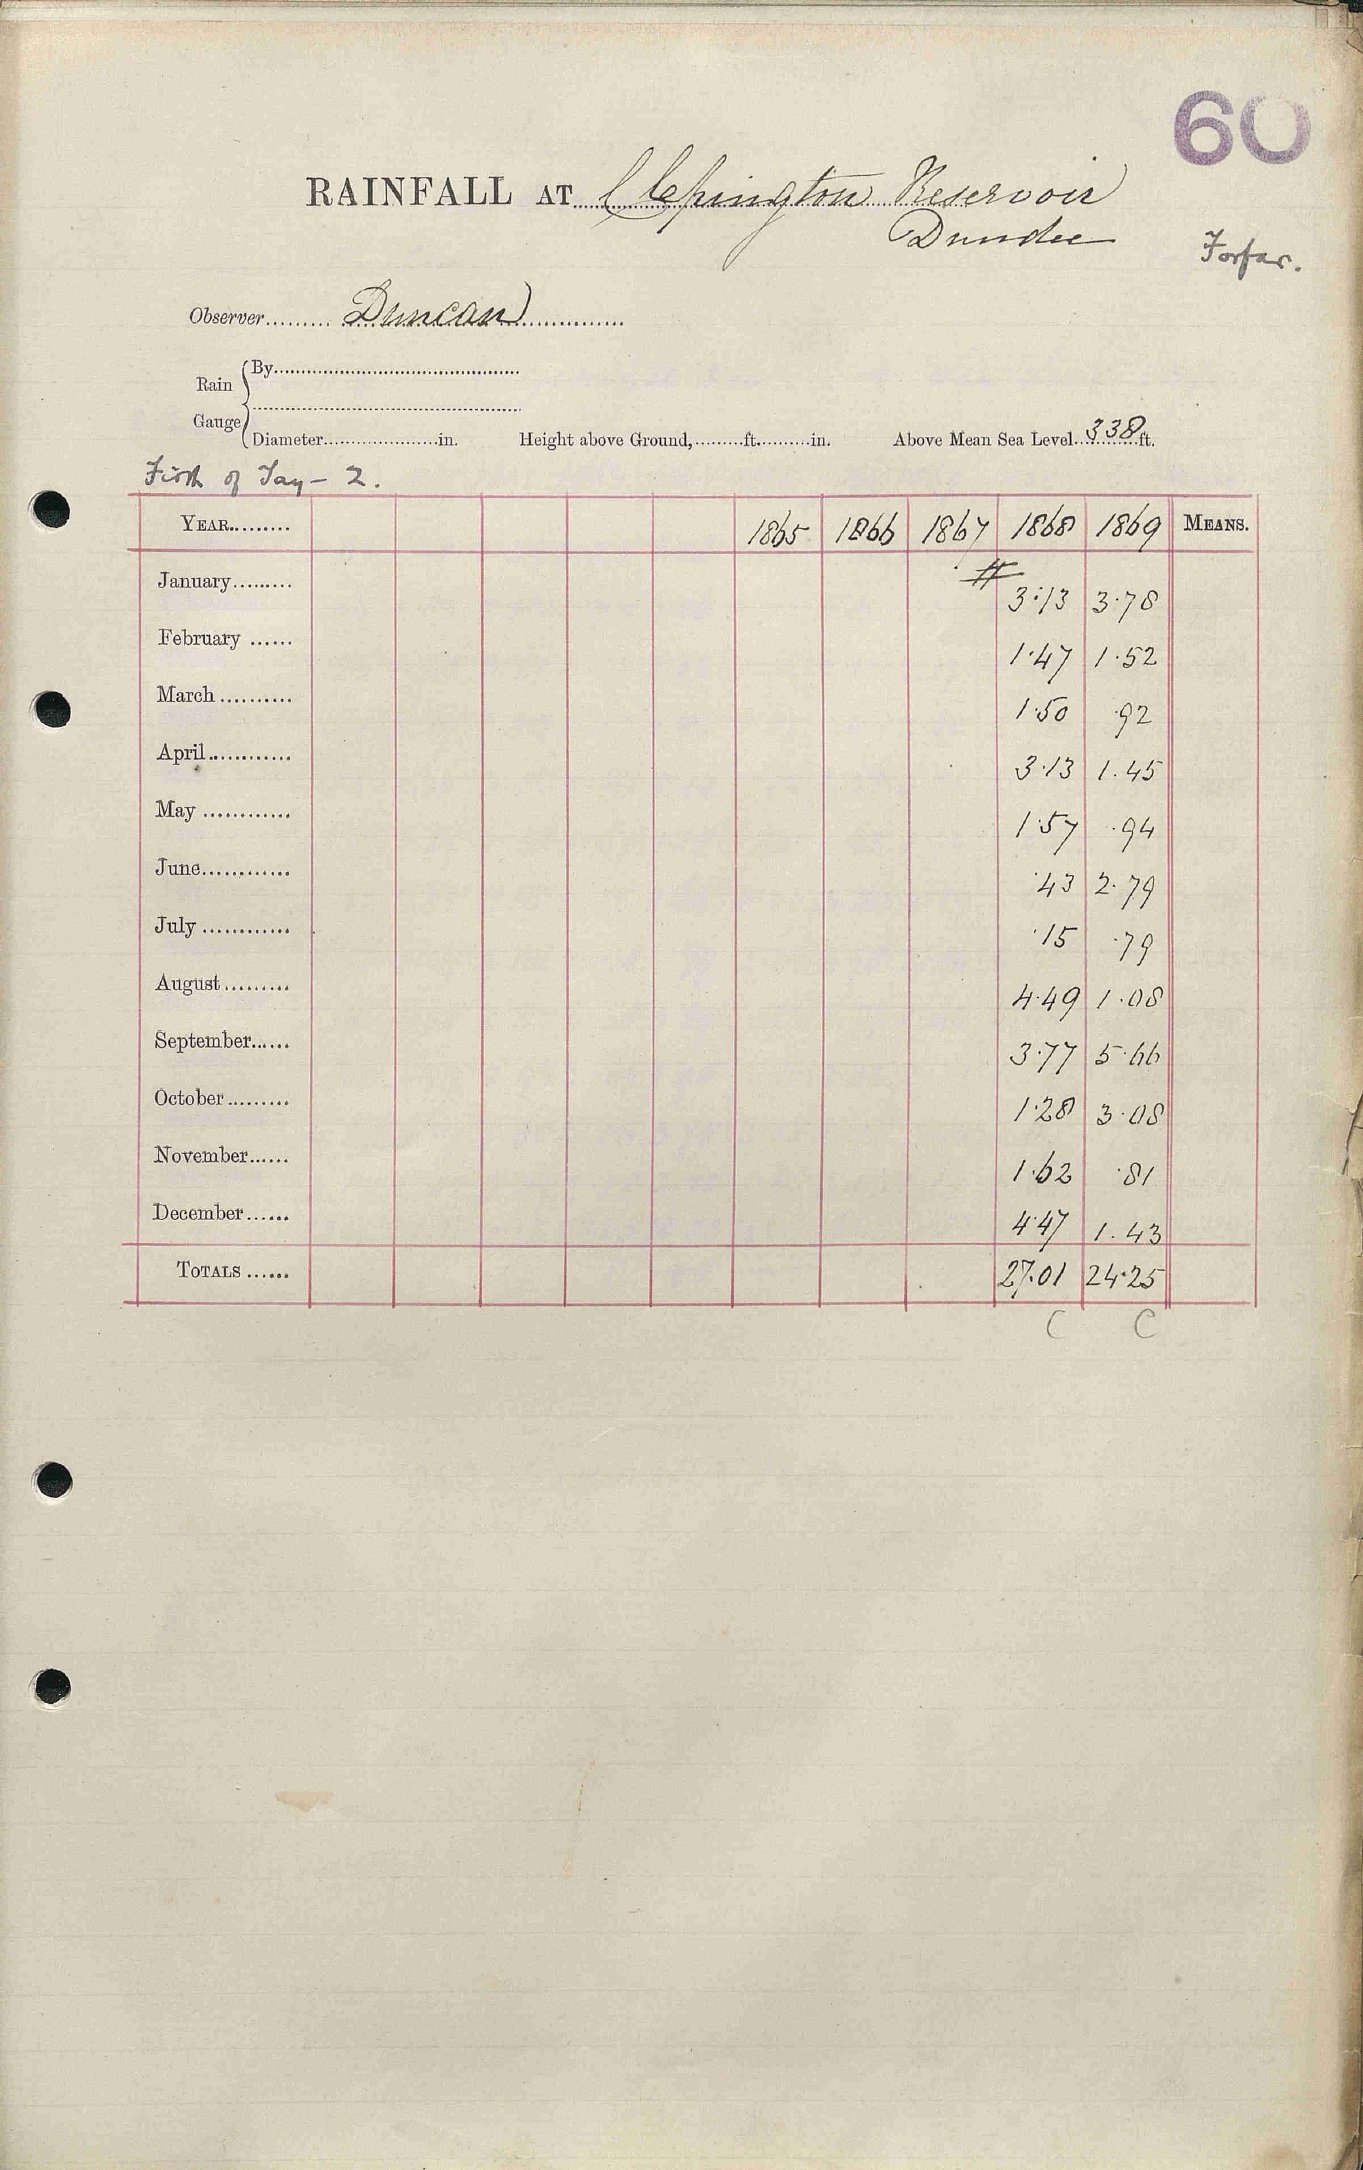 60
RAINFALL AT Clepington Reservoir
Dundee
Forfar.
Observer......... Duncan
Rain Gauge { By
Diameter in. Height above Ground, ft. in. Above Mean Sea Level 338 ft.
Firth of Tay - 2.
YEAR......... 1865 1866 1867 1868 1869 MEANS.
January......... # 3.13 3.78
February ...... 1.47 1.52
March .......... 1.50 .92
April............ 3.13 1.45
May ............ 1.57 .94
June............ .43 2.79
July ............ .15 .79
August......... 4.49 1.08
September...... 3.77 5.66
October......... 1.28 3.08
November...... 1.62 .81
December...... 4.47 1.43
TOTALS ...... 27.01 24.25
C C